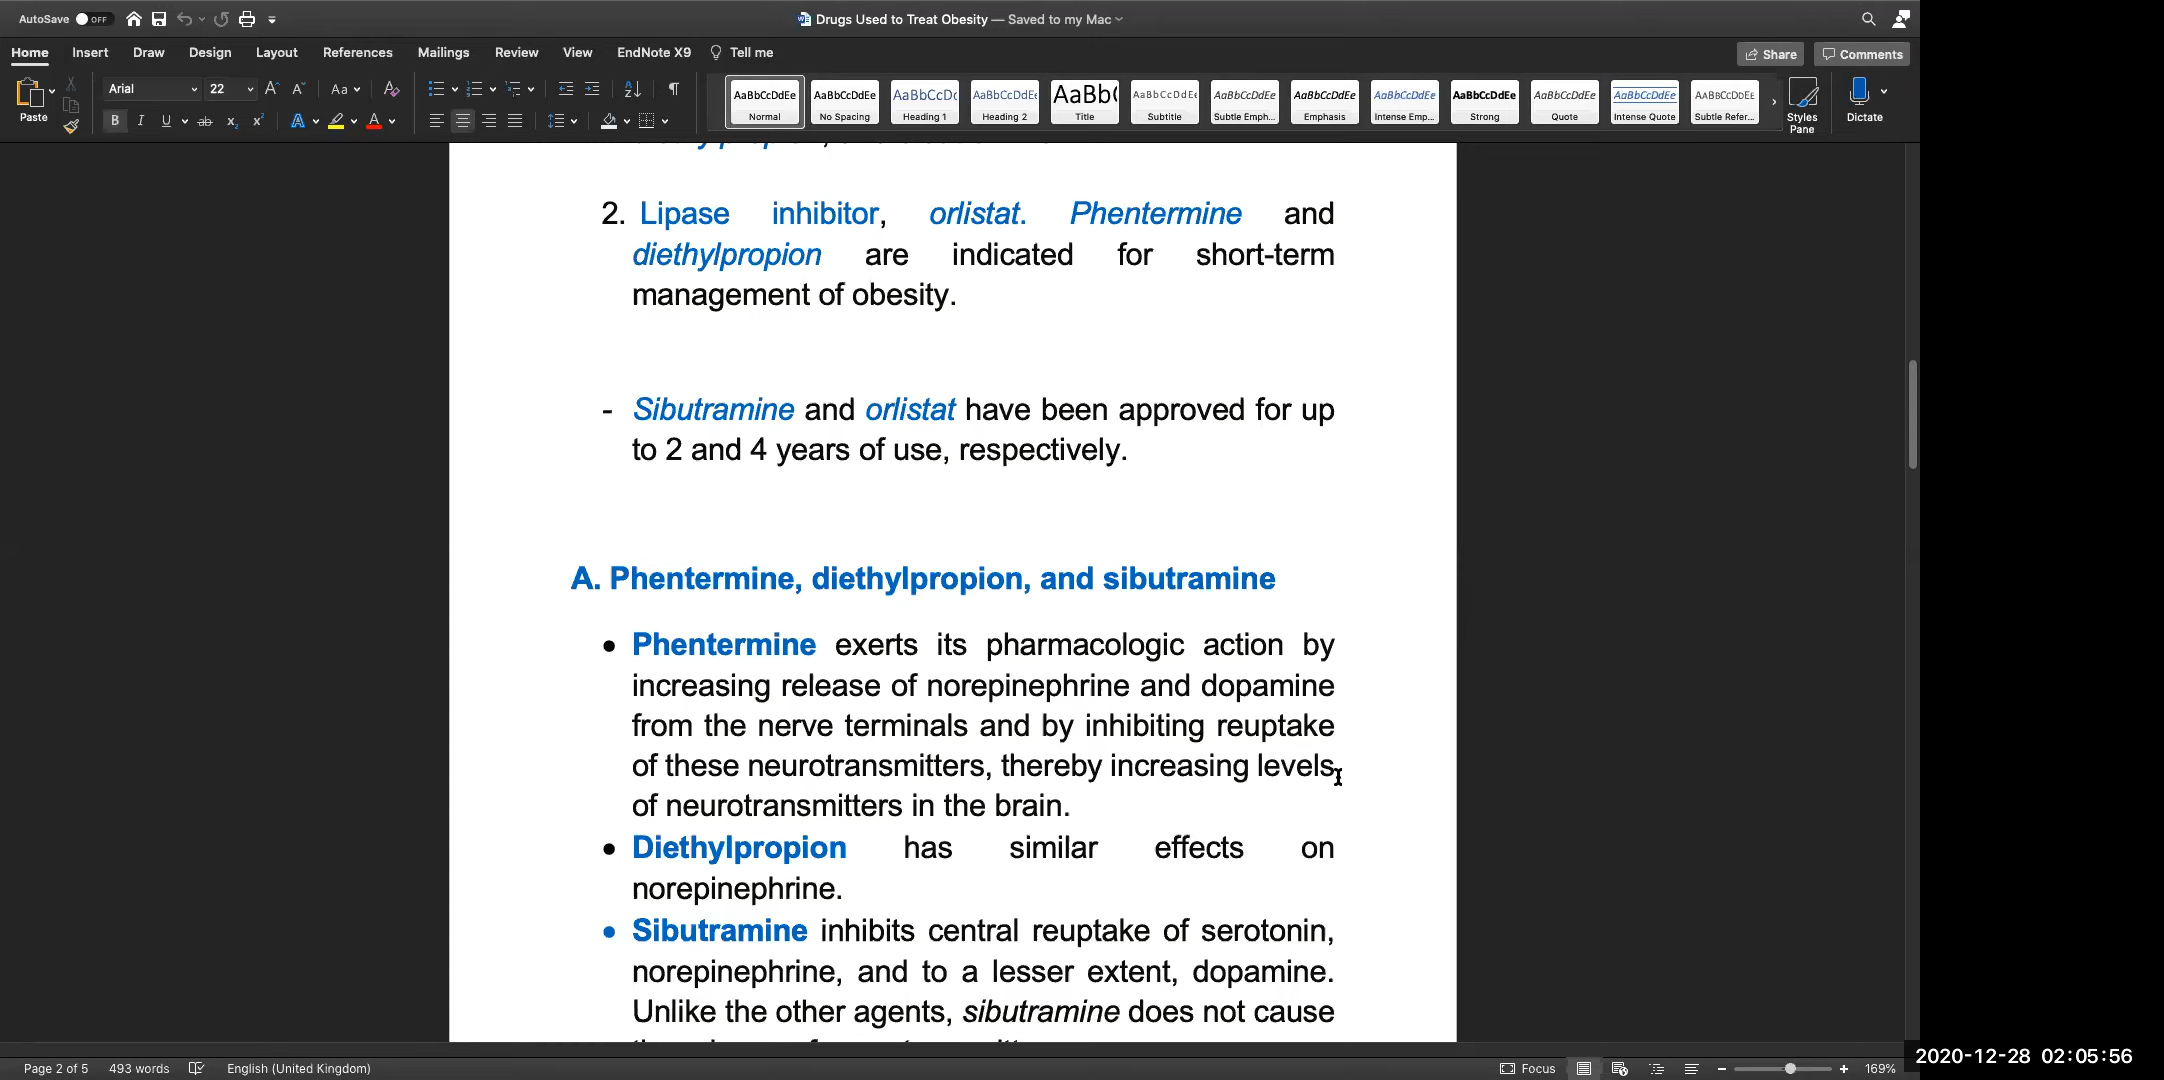 AutoSave OFF
Drugs Used to Treat Obesity — Saved to my Mac
Home Insert Draw Design Layout References Mailings Review View EndNote X9 Tell me
Share Comments
Paste
Arial 22
Aa
AaBbCcDdEe AaBbCcDdEe AaBbCcDc AaBbCcDdEe AaBb( AaBbCcDdEe AaBbCcDdEe AaBbCcDdEe AaBbCcDdEe AaBbCcDdEe AaBbCcDdEe AaBbCcDdEe AaBbCcDdEe
Normal No Spacing Heading 1 Heading 2 Title Subtitle Subtle Emph... Emphasis Intense Emp... Strong Quote Intense Quote Subtle Refer...
Styles Pane
Dictate
2. Lipase inhibitor, orlistat. Phentermine and
diethylpropion are indicated for short-term
management of obesity.
- Sibutramine and orlistat have been approved for up
to 2 and 4 years of use, respectively.
A. Phentermine, diethylpropion, and sibutramine
• Phentermine exerts its pharmacologic action by
increasing release of norepinephrine and dopamine
from the nerve terminals and by inhibiting reuptake
of these neurotransmitters, thereby increasing levels
of neurotransmitters in the brain.
• Diethylpropion has similar effects on
norepinephrine.
• Sibutramine inhibits central reuptake of serotonin,
norepinephrine, and to a lesser extent, dopamine.
Unlike the other agents, sibutramine does not cause
Page 2 of 5 493 words English (United Kingdom)
Focus 169%
2020-12-28 02:05:56